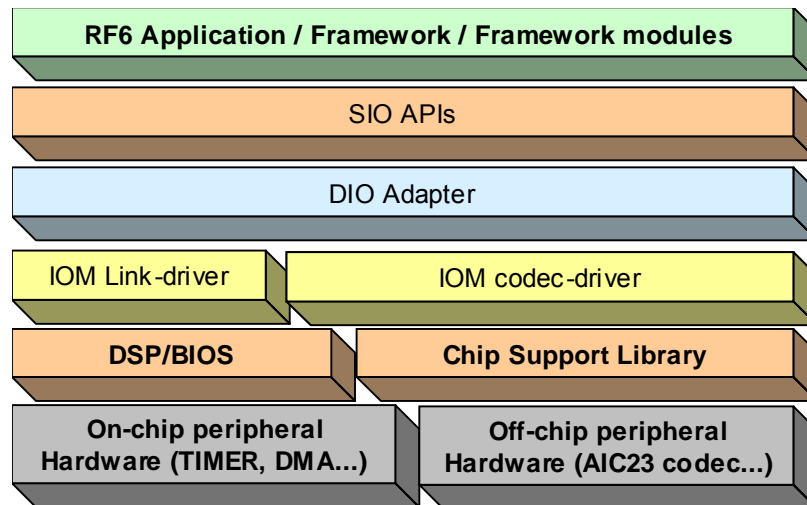 RF6 Application / Framework / Framework modules
SIO APIs
DIO Adapter
IOM Link-driver
IOM codec-driver
DSP/BIOS
Chip Support Library
On-chip peripheral
Hardware (TIMER, DMA...)
Off-chip peripheral
Hardware (AIC23 codec...)